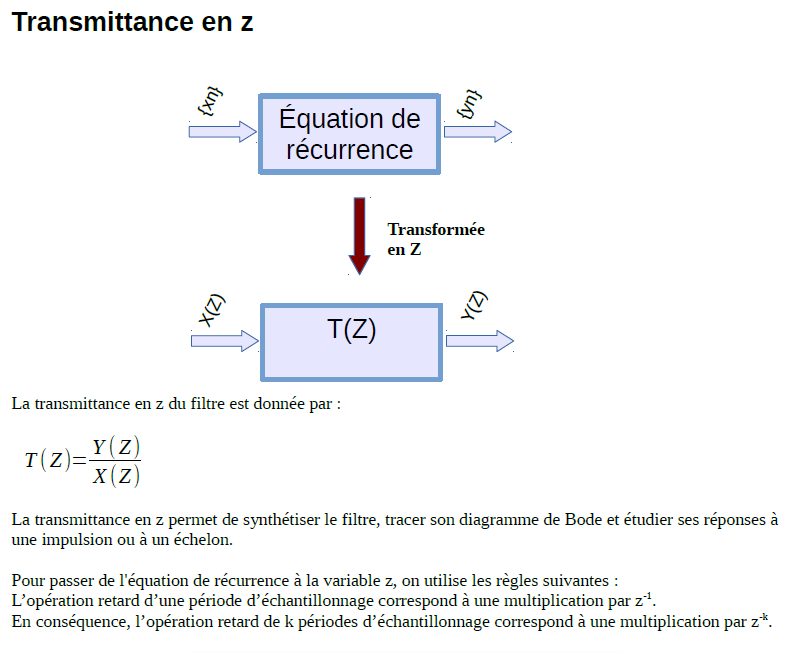 Transmittance en z
{xn}
Équation de
récurrence
{yn}
Transformée
en Z
X(Z)
T(Z)
Y(Z)
La transmittance en z du filtre est donnée par :
T(Z)=Y(Z)/X(Z)
La transmittance en z permet de synthétiser le filtre, tracer son diagramme de Bode et étudier ses réponses à
une impulsion ou à un échelon.
Pour passer de l'équation de récurrence à la variable z, on utilise les règles suivantes :
L’opération retard d’une période d’échantillonnage correspond à une multiplication par z⁻¹.
En conséquence, l’opération retard de k périodes d’échantillonnage correspond à une multiplication par z⁻ᵏ.